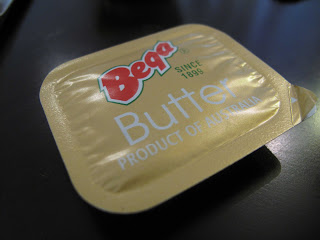 Bega®
SINCE
1899
Butter
PRODUCT OF AUSTRALIA